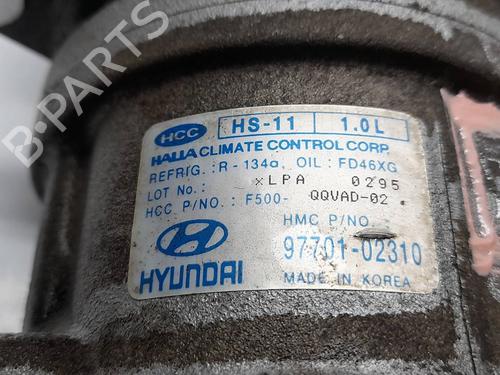 B-PARTS
HCC HS-11 1.0L
HALLA CLIMATE CONTROL CORP.
REFRIG.: R-134a, OIL: FD46XG
LOT No.: xLPA 0295
HCC P/NO.: F500-QQVAD-02
HMC P/NO
97701-02310
HYUNDAI
MADE IN KOREA